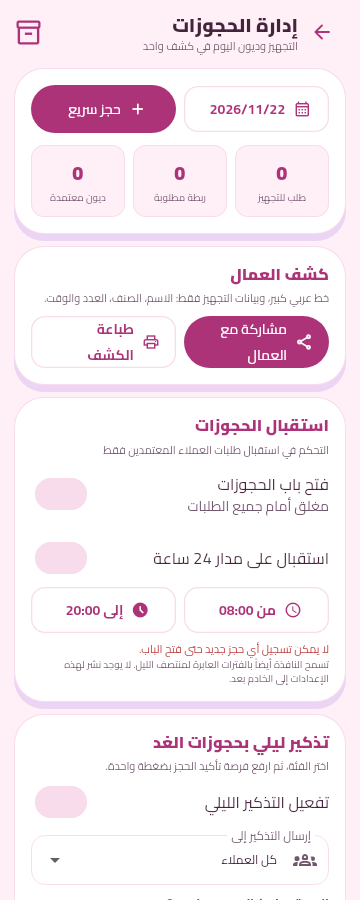 إدارة الحجوزات
التجهيز وديون اليوم في كشف واحد
2026/11/22
حجز سريع
0
طلب للتجهيز
0
ربطة مطلوبة
0
ديون معتمدة
كشف العمال
خط عربي كبير، وبيانات التجهيز فقط: الاسم، الصنف، العدد والوقت.
مشاركة مع
العمال
طباعة
الكشف
استقبال الحجوزات
التحكم في استقبال طلبات العملاء المعتمدين فقط
فتح باب الحجوزات
مغلق أمام جميع الطلبات
استقبال على مدار 24 ساعة
من 08:00
إلى 20:00
لا يمكن تسجيل أي حجز جديد حتى فتح الباب.
تسمح النافذة أيضاً بالفترات العابرة لمنتصف الليل. لا يوجد نشر لهذه
الإعدادات إلى الخادم بعد.
تذكير ليلي بحجوزات الغد
اختر الفئة، ثم ارفع فرصة تأكيد الحجز بضغطة واحدة.
تفعيل التذكير الليلي
إرسال التذكير إلى
كل العملاء